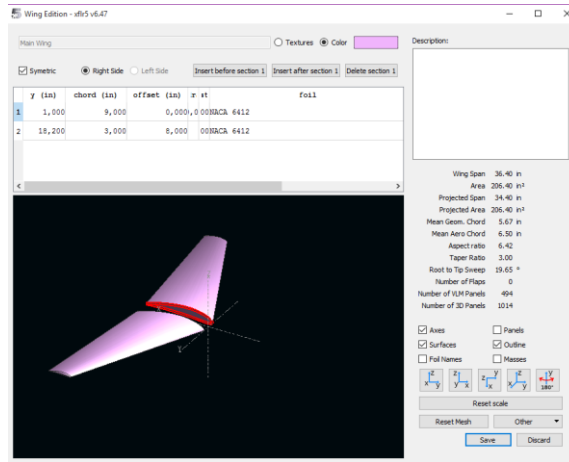 Wing Edition - xflr5 v6.47
Main Wing
Textures Color
Description:
Symetric Right Side Left Side Insert before section 1 Insert after section 1 Delete section 1
y (in) chord (in) offset (in) foil
1 1,000 9,000 0,000 NACA 6412
2 18,200 3,000 8,000 00NACA 6412
Wing Span 36.40 in
Area 206.40 in²
Projected Span 34.40 in
Projected Area 206.40 in²
Mean Geom. Chord 5.67 in
Mean Aero Chord 6.50 in
Aspect ratio 6.42
Taper Ratio 3.00
Root to Tip Sweep 19.65 °
Number of Flaps 0
Number of VLM Panels 494
Number of 3D Panels 1014
Axes Panels
Surfaces Outline
Foil Names Masses
Reset scale
Reset Mesh Other
Save Discard